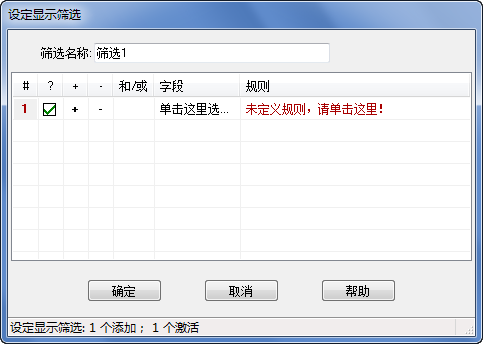 设定显示筛选
筛选名称: 筛选1
# ? + - 和/或 字段 规则
1 + - 单击这里选... 未定义规则，请单击这里!
确定 取消 帮助
设定显示筛选: 1 个添加； 1 个激活